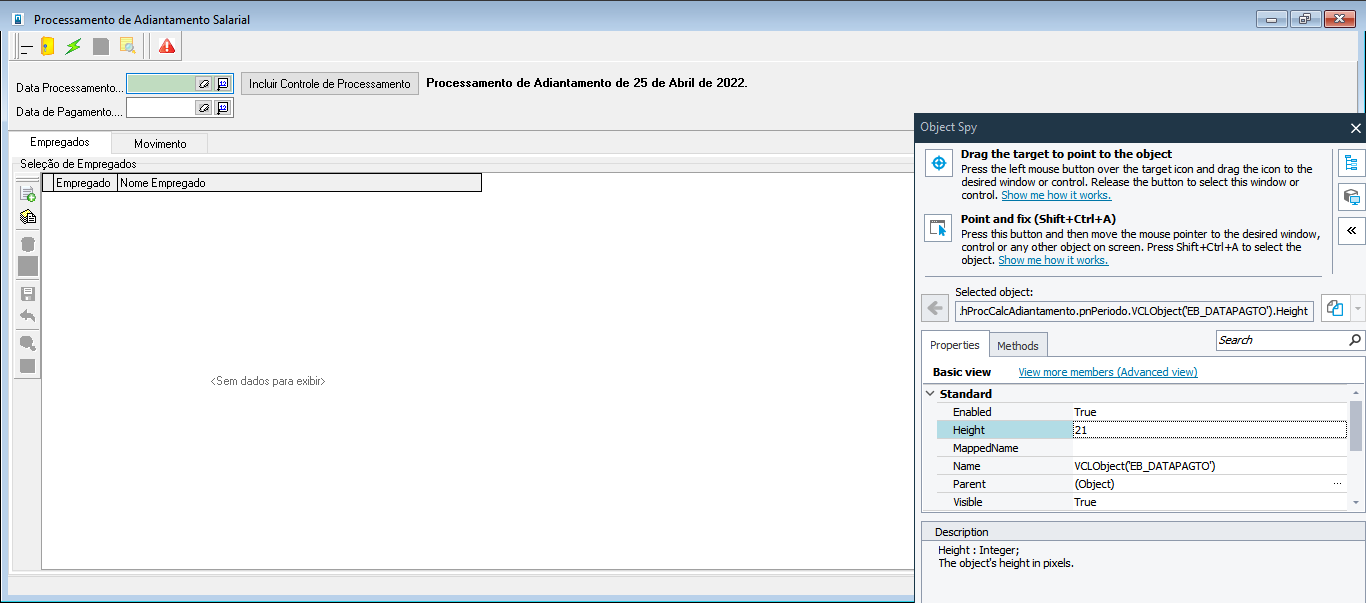 Processamento de Adiantamento Salarial
Data Processamento...
Incluir Controle de Processamento
Processamento de Adiantamento de 25 de Abril de 2022.
Data de Pagamento....
Empregados
Movimento
Seleção de Empregados
Empregado
Nome Empregado
<Sem dados para exibir>
Object Spy
Drag the target to point to the object
Press the left mouse button over the target icon and drag the icon to the
desired window or control. Release the button to select this window or
control. Show me how it works.
Point and fix (Shift+Ctrl+A)
Press this button and then move the mouse pointer to the desired window,
control or any other object on screen. Press Shift+Ctrl+A to select the
object. Show me how it works.
Selected object:
.hProcCalcAdiantamento.pnPeriodo.VCLObject('EB_DATAPAGTO').Height
Properties
Methods
Search
Basic view
View more members (Advanced view)
Standard
Enabled True
Height 21
MappedName
Name VCLObject('EB_DATAPAGTO')
Parent (Object) ...
Visible True
Description
Height : Integer;
The object's height in pixels.